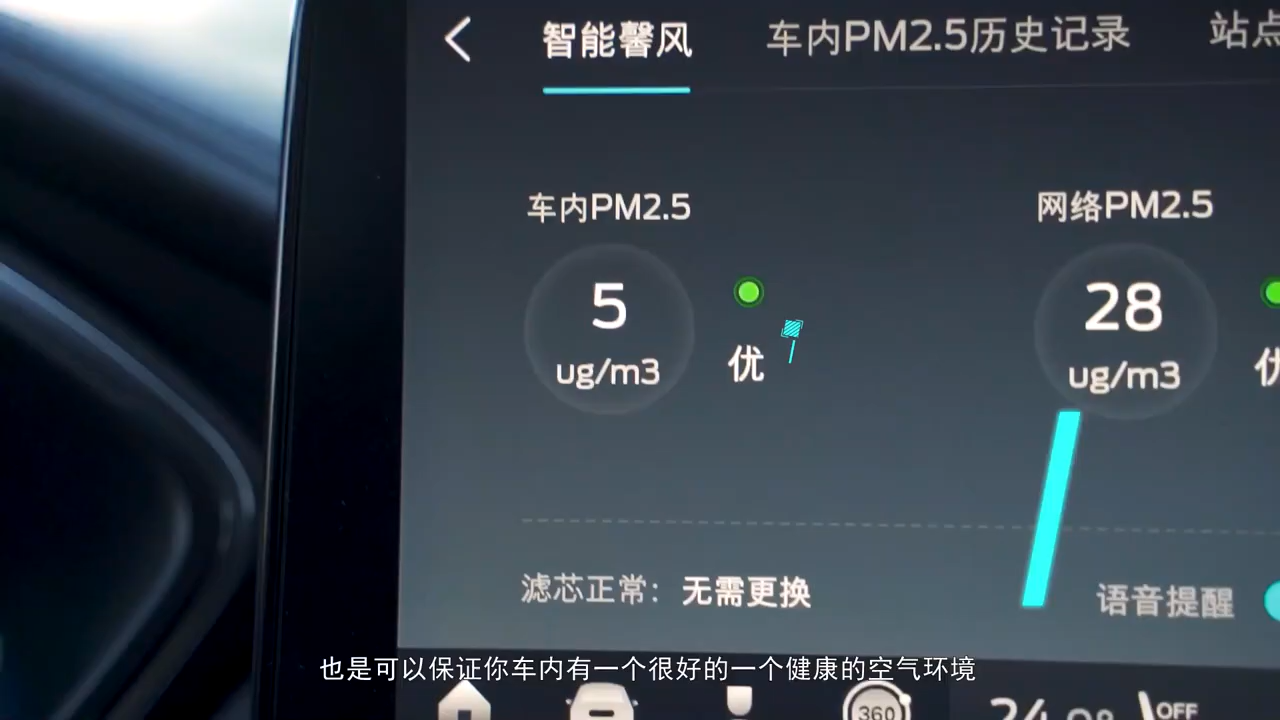 智能馨风 车内PM2.5历史记录 站点
车内PM2.5 网络PM2.5
5 28
ug/m3 优 ug/m3 优
滤芯正常：无需更换 语音提醒
也是可以保证你车内有一个很好的一个健康的空气环境
360 OFF